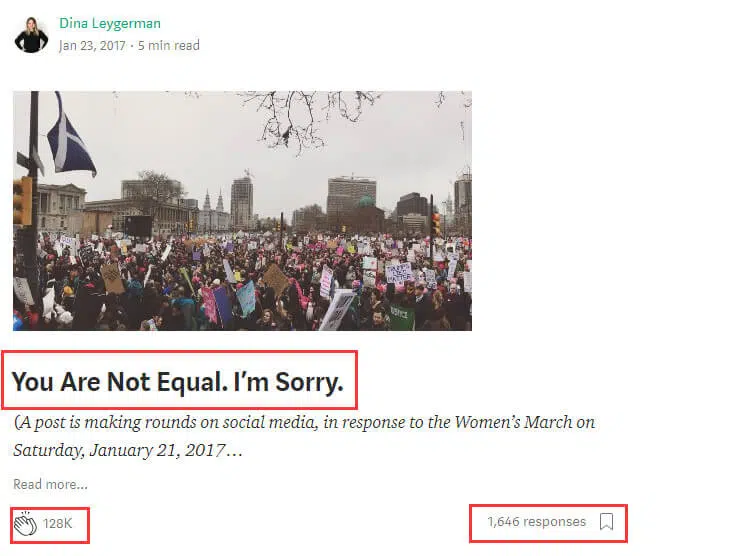 Dina Leygerman
Jan 23, 2017 · 5 min read
You Are Not Equal. I’m Sorry.
(A post is making rounds on social media, in response to the Women’s March on
Saturday, January 21, 2017…
Read more...
128K
1,646 responses